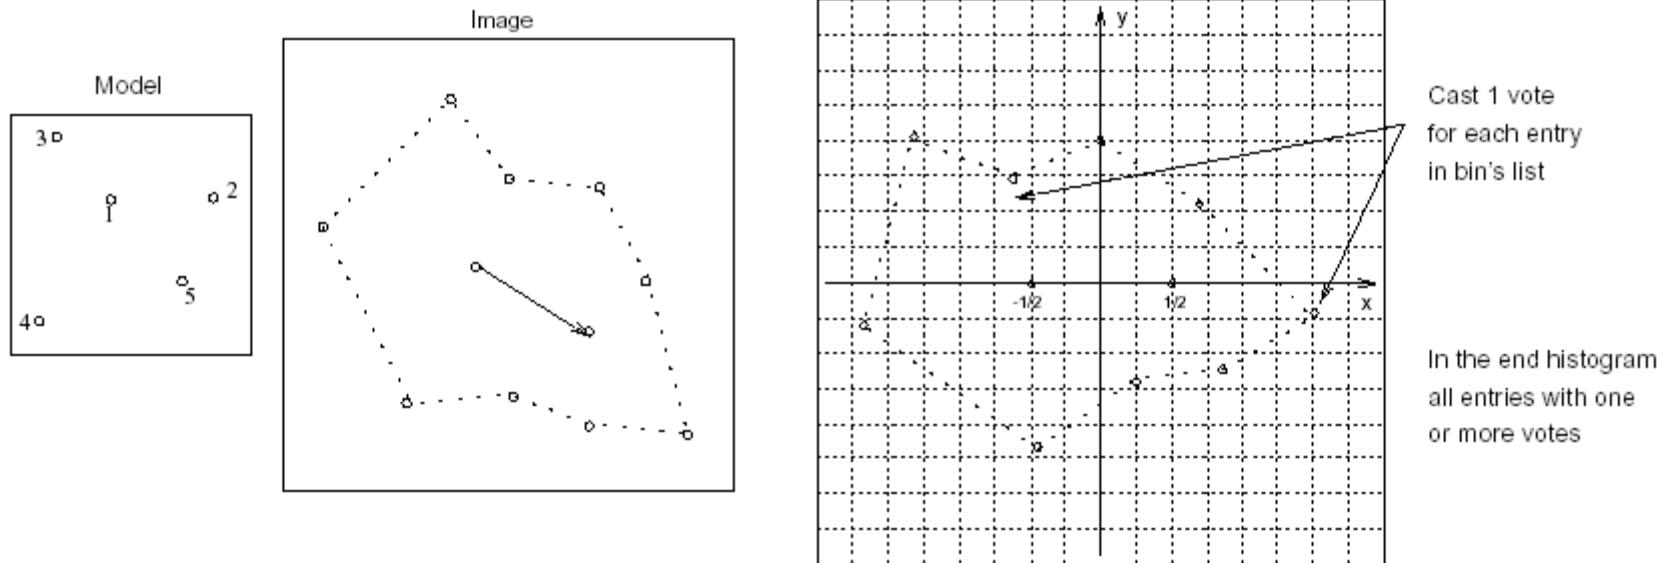 Model
3
2
1
5
4
Image
y
-1/2
1/2
x
Cast 1 vote
for each entry
in bin's list
In the end histogram
all entries with one
or more votes